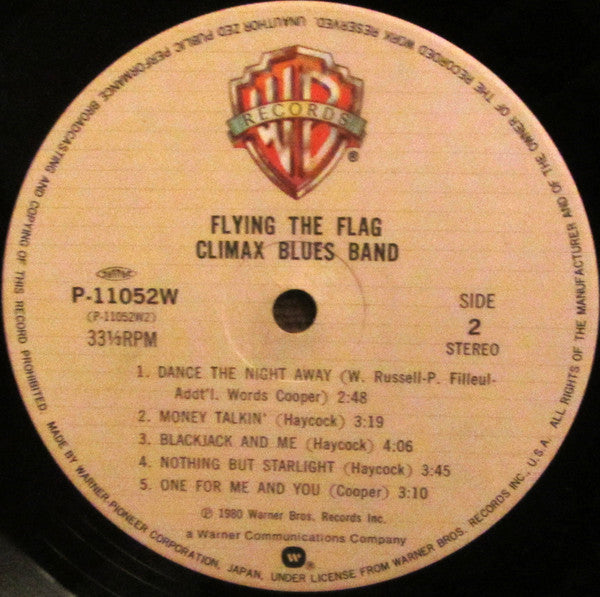 WB
RECORDS
®
FLYING THE FLAG
CLIMAX BLUES BAND
P-11052W
(P-11052W2)
33⅓RPM
SIDE
2
STEREO
1. DANCE THE NIGHT AWAY (W. Russell-P. Filleul-
Addt'l. Words Cooper) 2:48
2. MONEY TALKIN' (Haycock) 3:19
3. BLACKJACK AND ME (Haycock) 4:06
4. NOTHING BUT STARLIGHT (Haycock) 3:45
5. ONE FOR ME AND YOU (Cooper) 3:10
℗ 1980 Warner Bros. Records Inc.
a Warner Communications Company
W
MADE BY WARNER-PIONEER CORPORATION, JAPAN, UNDER LICENSE FROM WARNER BROS. RECORDS INC., U.S.A. ALL RIGHTS OF THE MANUFACTURER AND OF THE OWNER OF THE RECORDED WORK RESERVED. UNAUTHORIZED PUBLIC PERFORMANCE BROADCASTING AND COPYING OF THIS RECORD PROHIBITED.